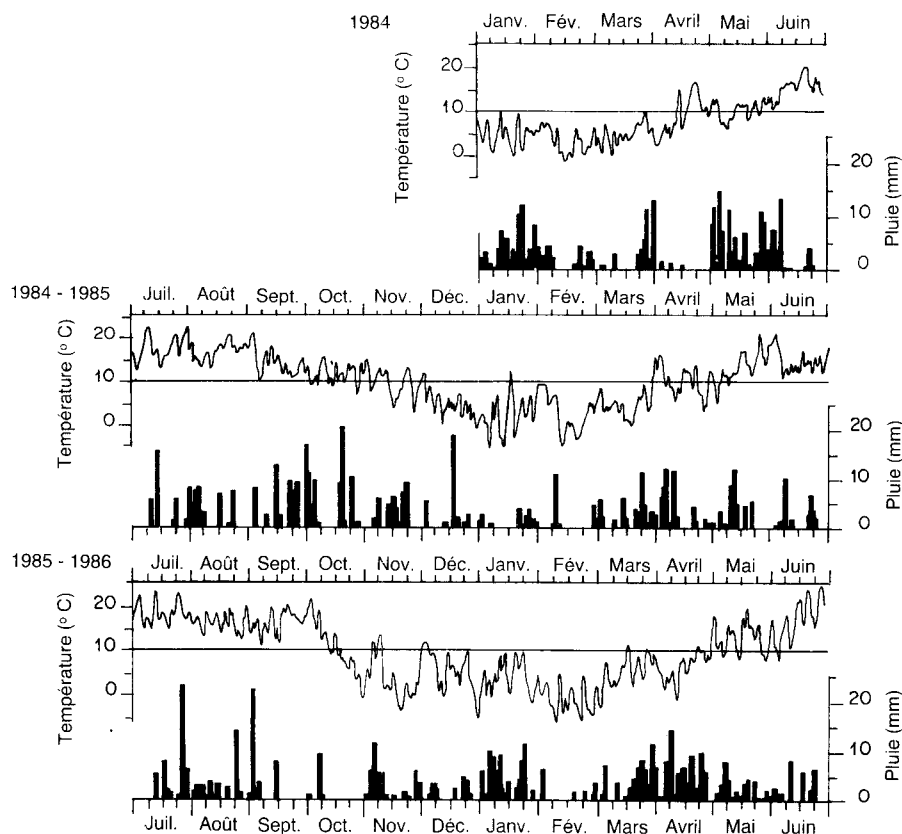 1984
Janv. Fév. Mars Avril Mai Juin
Température (° C)
20
10
0
Pluie (mm)
20
10
0
1984 - 1985
Juil. Août Sept. Oct. Nov. Déc. Janv. Fév. Mars Avril Mai Juin
Température (° C)
20
10
0
Pluie (mm)
20
10
0
1985 - 1986
Juil. Août Sept. Oct. Nov. Déc. Janv. Fév. Mars Avril Mai Juin
Température (° C)
20
10
0
Pluie (mm)
20
10
0
Juil. Août Sept. Oct. Nov. Déc. Janv. Fév. Mars Avril Mai Juin